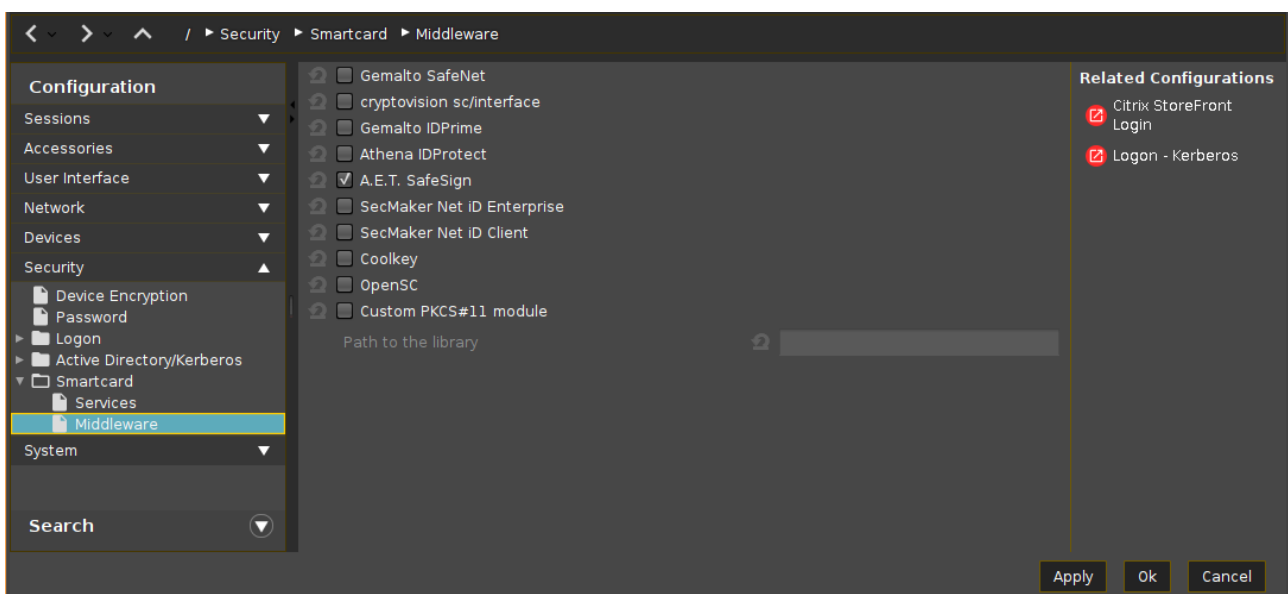 / Security Smartcard Middleware
Configuration
Sessions
Accessories
User Interface
Network
Devices
Security
Device Encryption
Password
Logon
Active Directory/Kerberos
Smartcard
Services
Middleware
System
Search
Gemalto SafeNet
cryptovision sc/interface
Gemalto IDPrime
Athena IDProtect
A.E.T. SafeSign
SecMaker Net iD Enterprise
SecMaker Net iD Client
Coolkey
OpenSC
Custom PKCS#11 module
Path to the library
Related Configurations
Citrix StoreFront
Login
Logon - Kerberos
Apply Ok Cancel